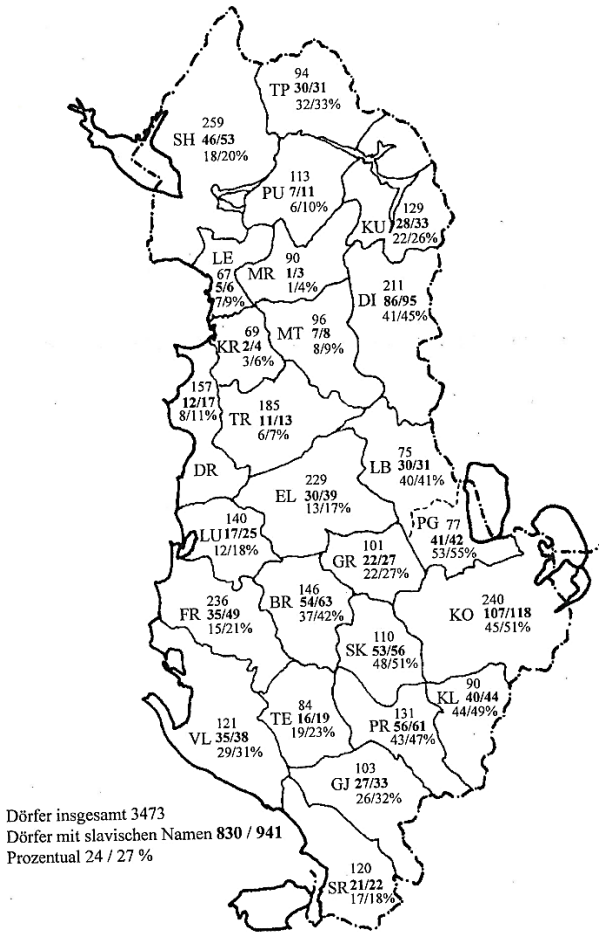 94
TP 30/31
32/33%
259
SH 46/53
18/20%
113
PU 7/11
6/10%
129
KU 28/33
22/26%
LE
67
5/6
7/9%
90
MR 1/3
1/4%
211
DI 86/95
41/45%
69
KR 2/4
3/6%
96
MT 7/8
8/9%
157
12/17
8/11%
DR
185
TR 11/13
6/7%
75
LB 30/31
40/41%
229
EL 30/39
13/17%
140
LU 17/25
12/18%
PG 77
41/42
53/55%
101
GR 22/27
22/27%
236
FR 35/49
15/21%
146
BR 54/63
37/42%
240
KO 107/118
45/51%
110
SK 53/56
48/51%
90
KL 40/44
44/49%
121
VL 35/38
29/31%
84
TE 16/19
19/23%
131
PR 56/61
43/47%
103
GJ 27/33
26/32%
120
SR 21/22
17/18%
Dörfer insgesamt 3473
Dörfer mit slavischen Namen 830 / 941
Prozentual 24 / 27 %